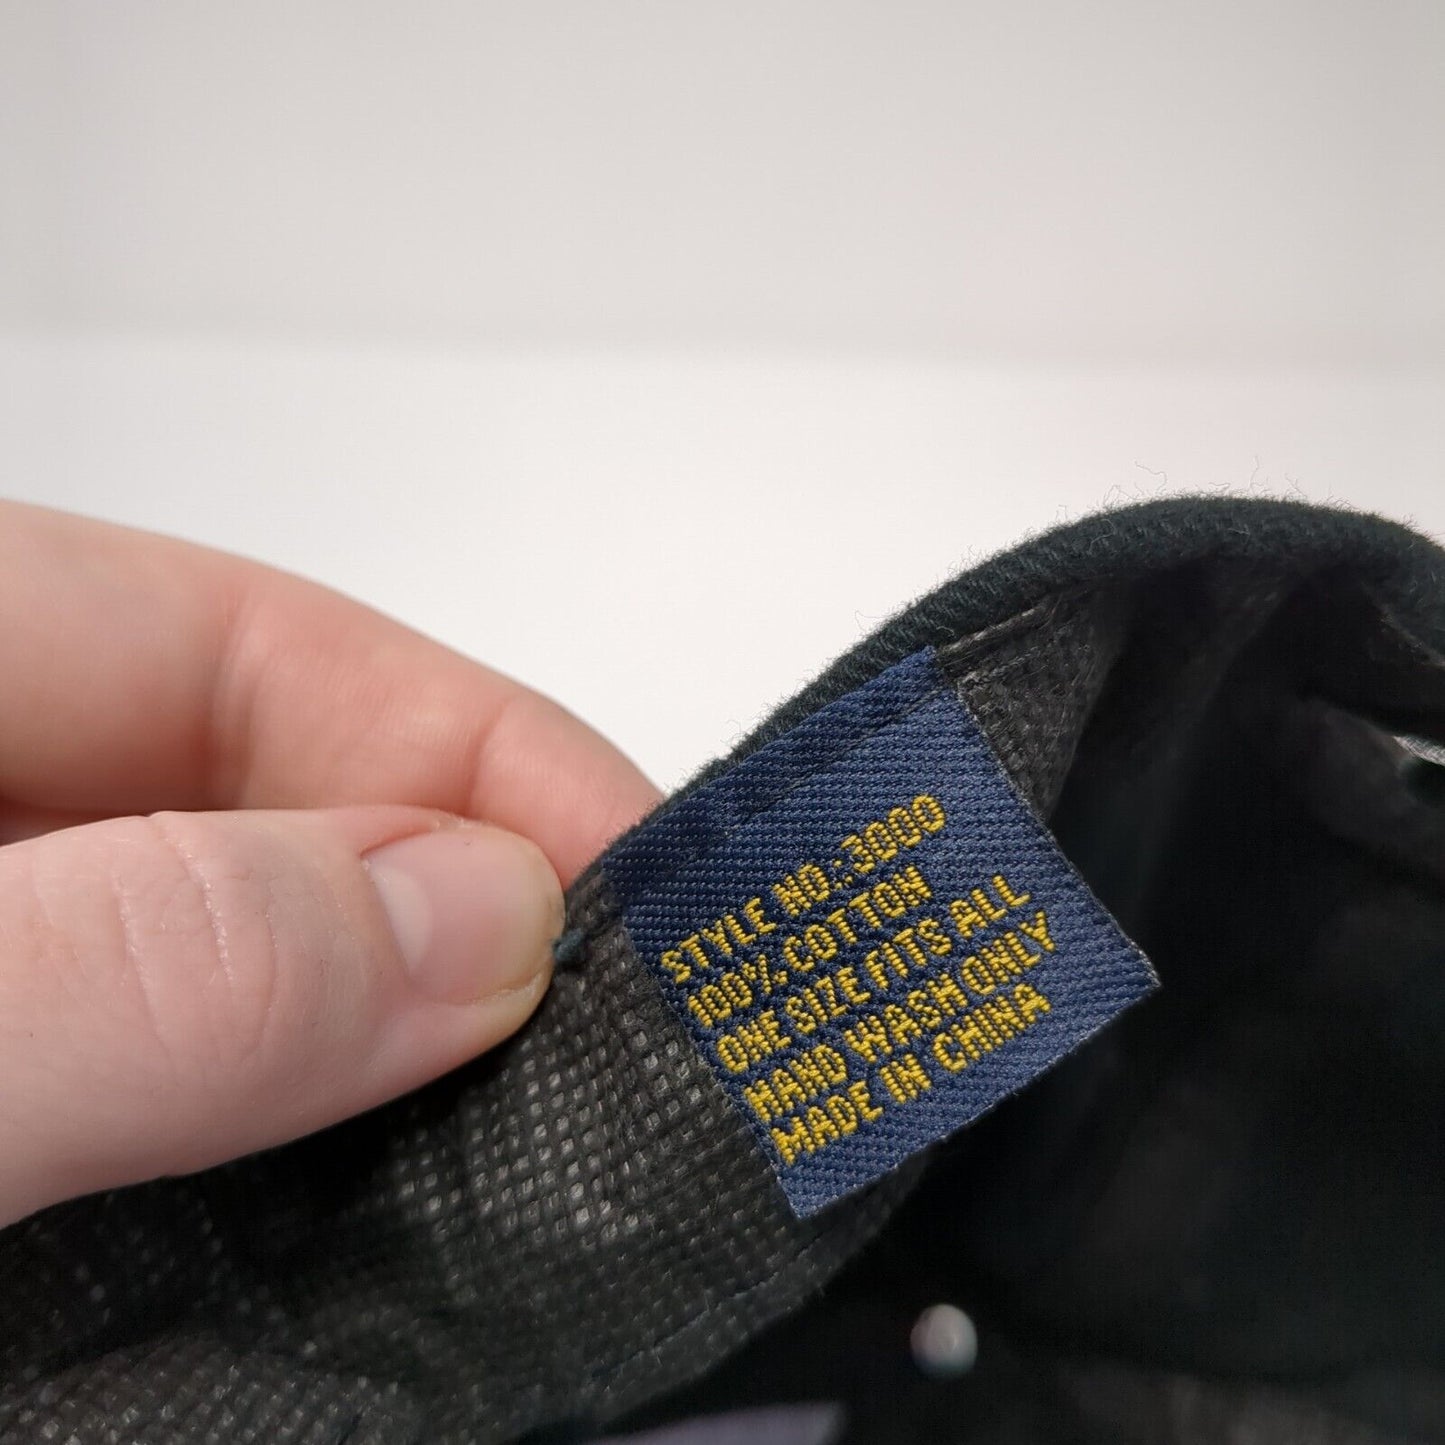 STYLE NO.:3000
100% COTTON
ONE SIZE FITS ALL
HAND WASH ONLY
MADE IN CHINA